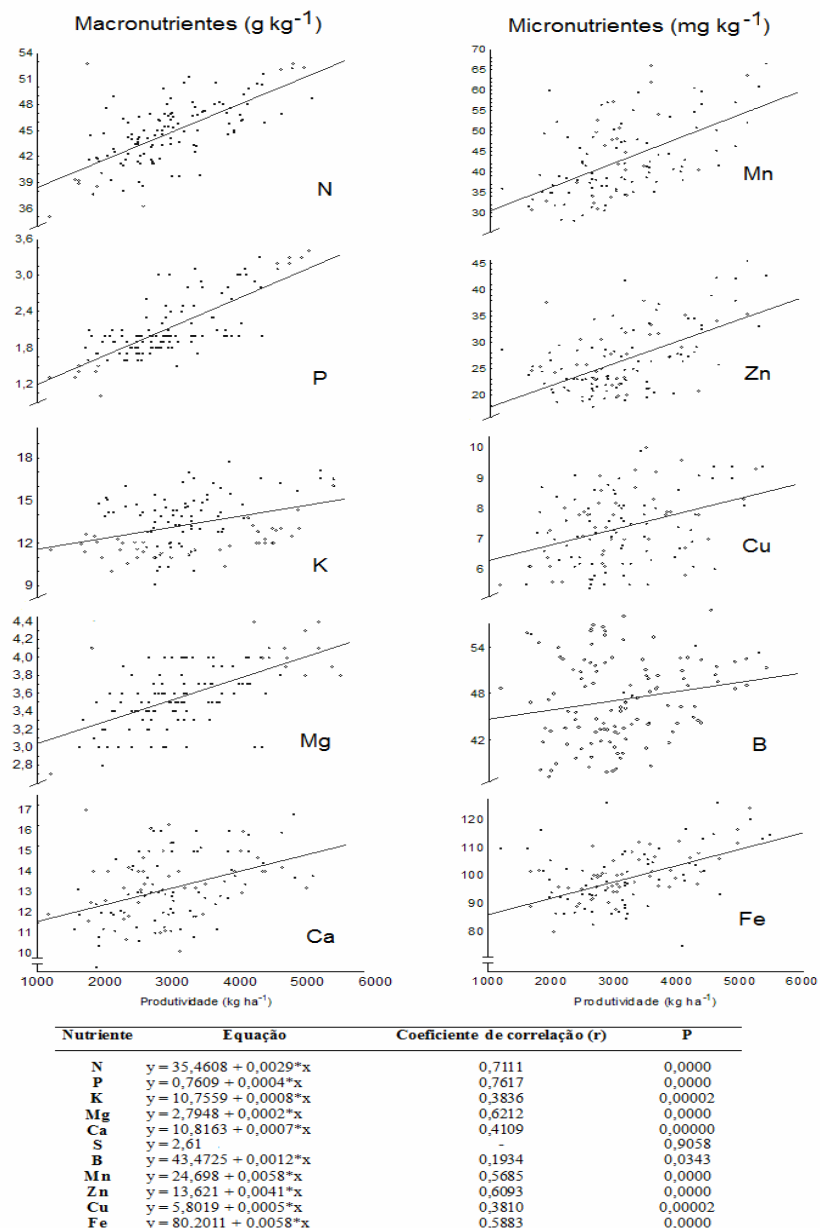 Macronutrientes (g kg-1)
54
51
48
45
42
39
36
N
3,6
3,0
2,4
1,8
1,2
P
18
15
12
9
K
4,4
4,2
4,0
3,8
3,6
3,4
3,2
3,0
2,8
Mg
17
16
15
14
13
12
11
10
Ca
1000 2000 3000 4000 5000 6000
Produtividade (kg ha-1)
Micronutrientes (mg kg-1)
70
65
60
55
50
45
40
35
30
Mn
45
40
35
30
25
20
Zn
10
9
8
7
6
Cu
54
48
42
B
120
110
100
90
80
Fe
1000 2000 3000 4000 5000 6000
Produtividade (kg ha-1)
Nutriente Equação Coeficiente de correlação (r) P
N y = 35,4608 + 0,0029*x 0,7111 0,0000
P y = 0,7609 + 0,0004*x 0,7617 0,0000
K y = 10,7559 + 0,0008*x 0,3836 0,00002
Mg y = 2,7948 + 0,0002*x 0,6212 0,0000
Ca y = 10,8163 + 0,0007*x 0,4109 0,00000
S y = 2,61 - 0,9058
B y = 43,4725 + 0,0012*x 0,1934 0,0343
Mn y = 24,698 + 0,0058*x 0,5685 0,0000
Zn y = 13,621 + 0,0041*x 0,6093 0,0000
Cu y = 5,8019 + 0,0005*x 0,3810 0,00002
Fe y = 80,2011 + 0,0058*x 0,5883 0,0000